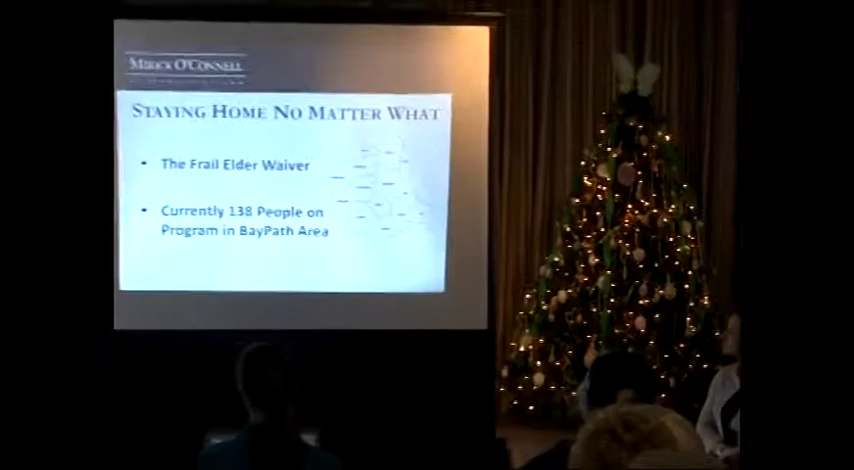 MIRICK O'CONNELL
STAYING HOME NO MATTER WHAT
• The Frail Elder Waiver
• Currently 138 People on
Program in BayPath Area